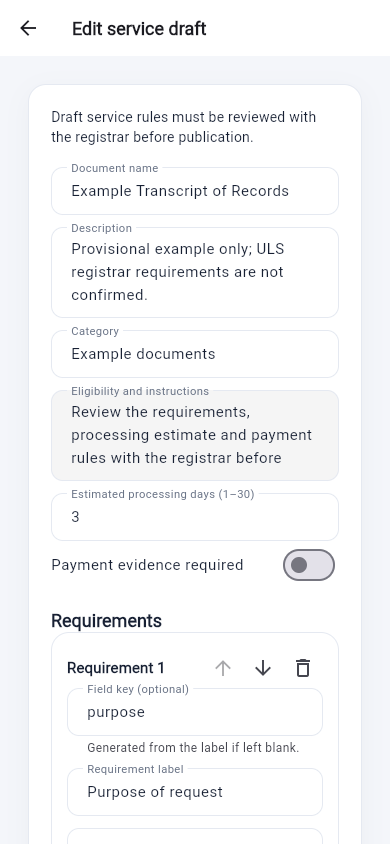 Edit service draft
Draft service rules must be reviewed with
the registrar before publication.
Document name
Example Transcript of Records
Description
Provisional example only; ULS
registrar requirements are not
confirmed.
Category
Example documents
Eligibility and instructions
Review the requirements,
processing estimate and payment
rules with the registrar before
Estimated processing days (1–30)
3
Payment evidence required
Requirements
Requirement 1
Field key (optional)
purpose
Generated from the label if left blank.
Requirement label
Purpose of request